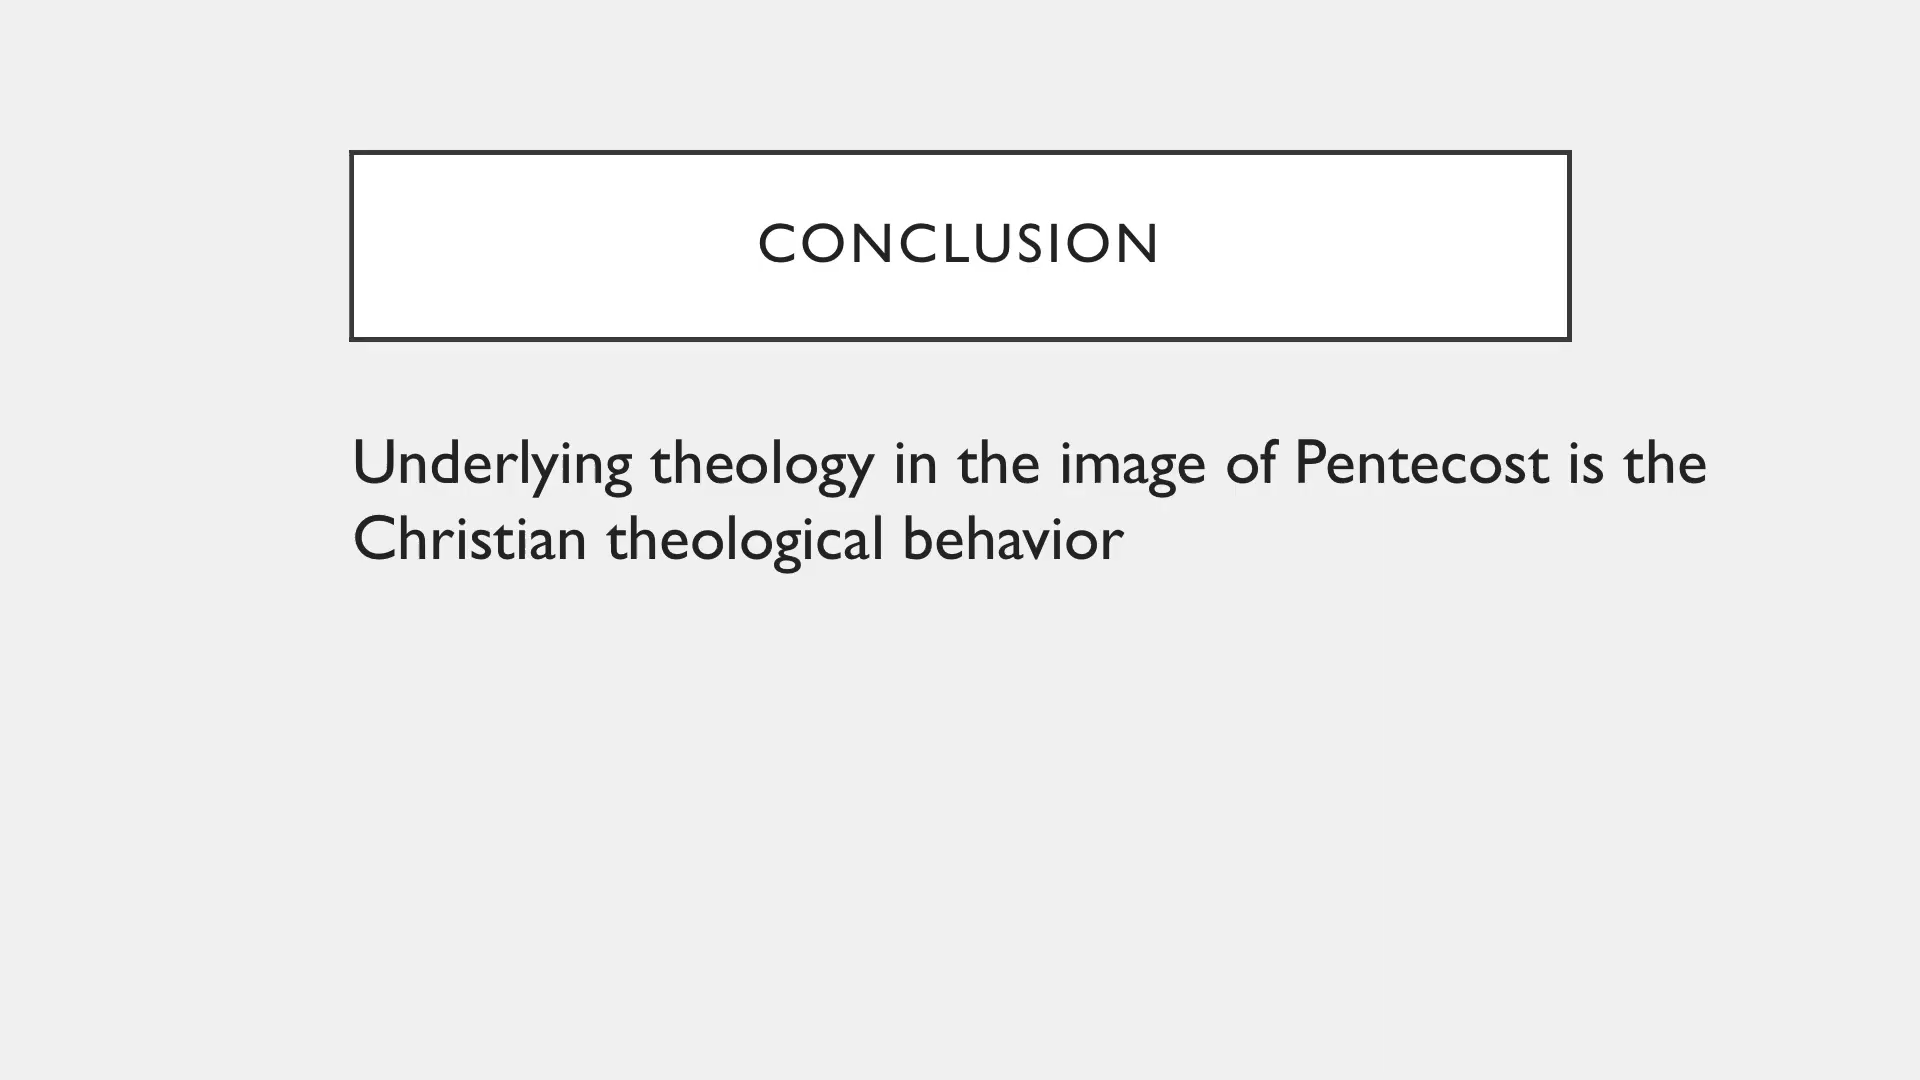 CONCLUSION
Underlying theology in the image of Pentecost is the
Christian theological behavior